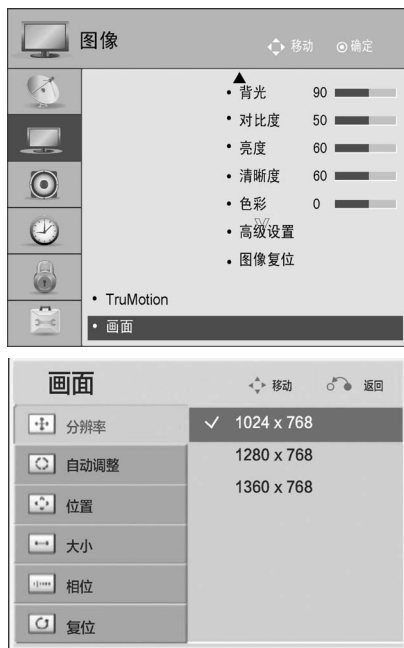 图像
移动 确定
• 背光 90
• 对比度 50
• 亮度 60
• 清晰度 60
• 色彩 0
• 高级设置
• 图像复位
• TruMotion
• 画面
画面
移动 返回
分辨率
✓ 1024 x 768
自动调整
1280 x 768
位置
1360 x 768
大小
相位
复位